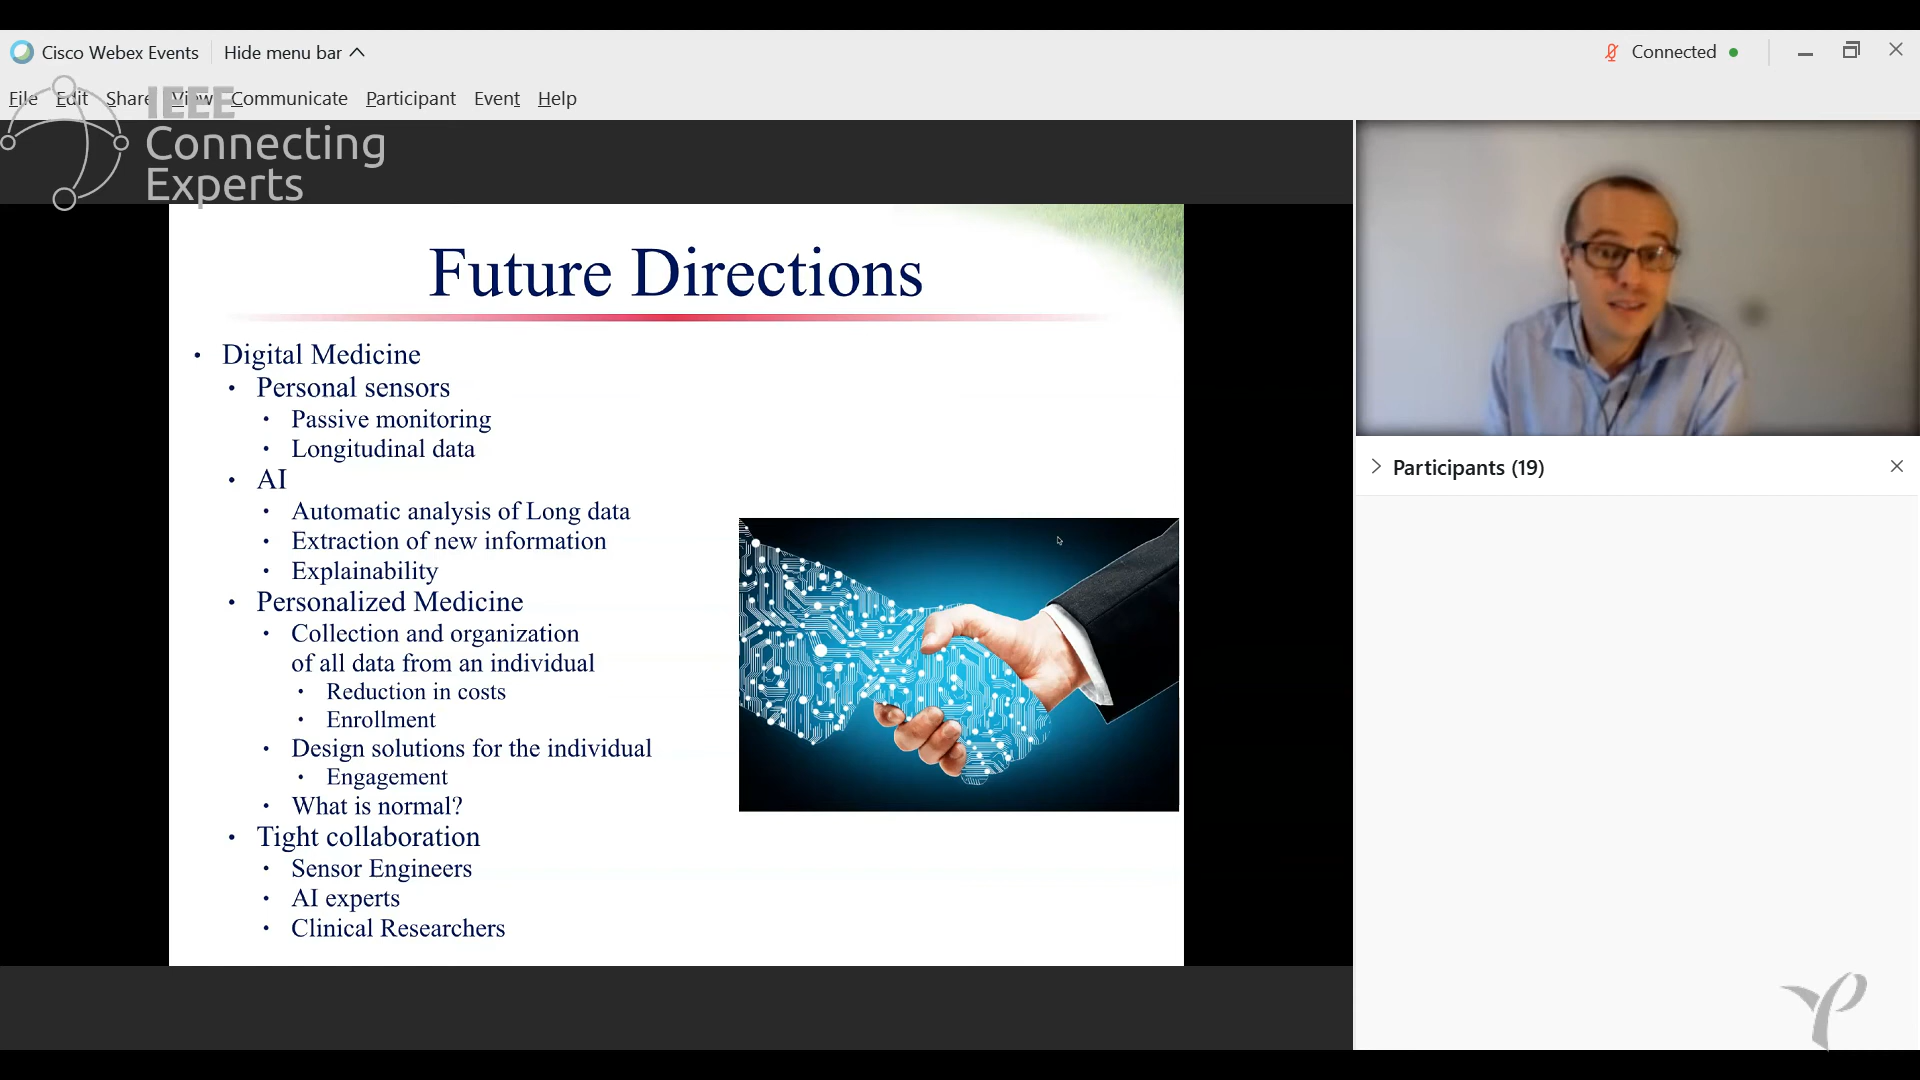 Cisco Webex Events
Hide menu bar
Connected
File Edit Share View Communicate Participant Event Help
IEEE
Connecting
Experts
Future Directions
• Digital Medicine
• Personal sensors
• Passive monitoring
• Longitudinal data
• AI
• Automatic analysis of Long data
• Extraction of new information
• Explainability
• Personalized Medicine
• Collection and organization
of all data from an individual
• Reduction in costs
• Enrollment
• Design solutions for the individual
• Engagement
• What is normal?
• Tight collaboration
• Sensor Engineers
• AI experts
• Clinical Researchers
Participants (19)